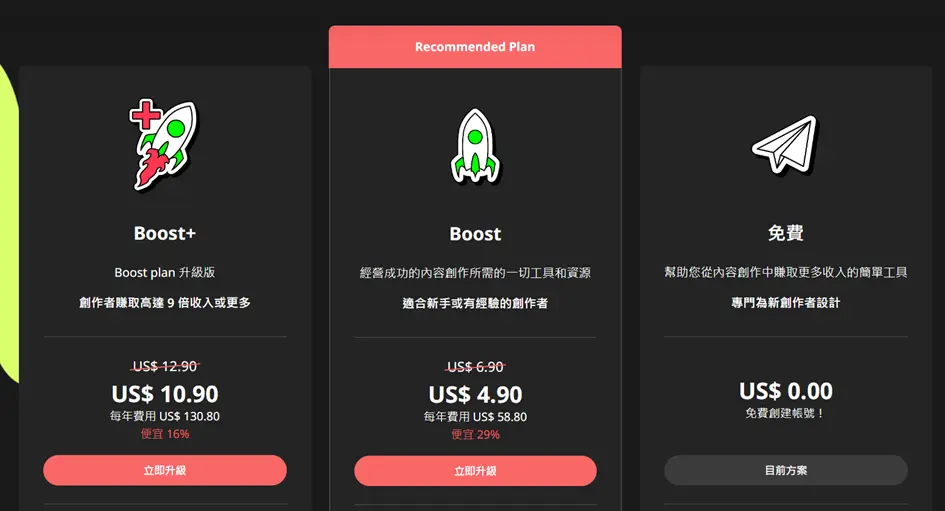 Recommended Plan
Boost+
Boost plan 升級版
創作者賺取高達 9 倍收入或更多
US$ 12.90
US$ 10.90
每年費用 US$ 130.80
便宜 16%
立即升級
Boost
經營成功的內容創作所需的一切工具和資源
適合新手或有經驗的創作者
US$ 6.90
US$ 4.90
每年費用 US$ 58.80
便宜 29%
立即升級
免費
幫助您從內容創作中賺取更多收入的簡單工具
專門為新創作者設計
US$ 0.00
免費創建帳號！
目前方案